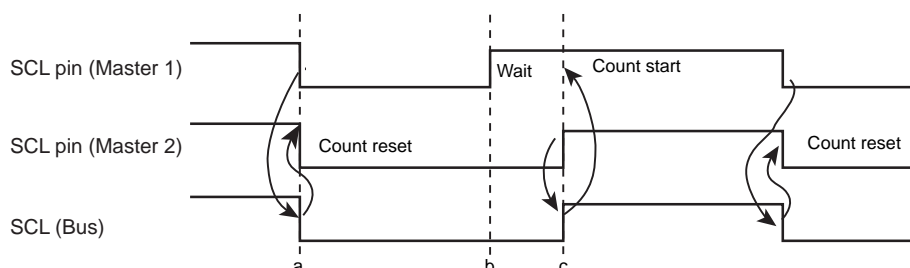 SCL pin (Master 1)
Wait
Count start
SCL pin (Master 2)
Count reset
Count reset
SCL (Bus)
a
b
c